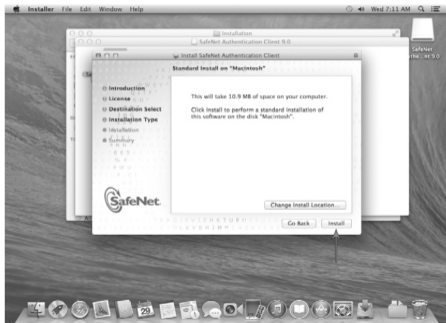 Installer File Edit Window Help
Wed 7:11 AM
Installation
SafeNet Authentication Client 9.0
Install SafeNet Authentication Client
Standard Install on "Macintosh"
Introduction
License
Destination Select
Installation Type
Installation
Summary
This will take 10.9 MB of space on your computer.
Click Install to perform a standard installation of
this software on the disk "Macintosh".
SafeNet.
Change Install Location...
Go Back Install
SafeNet
29